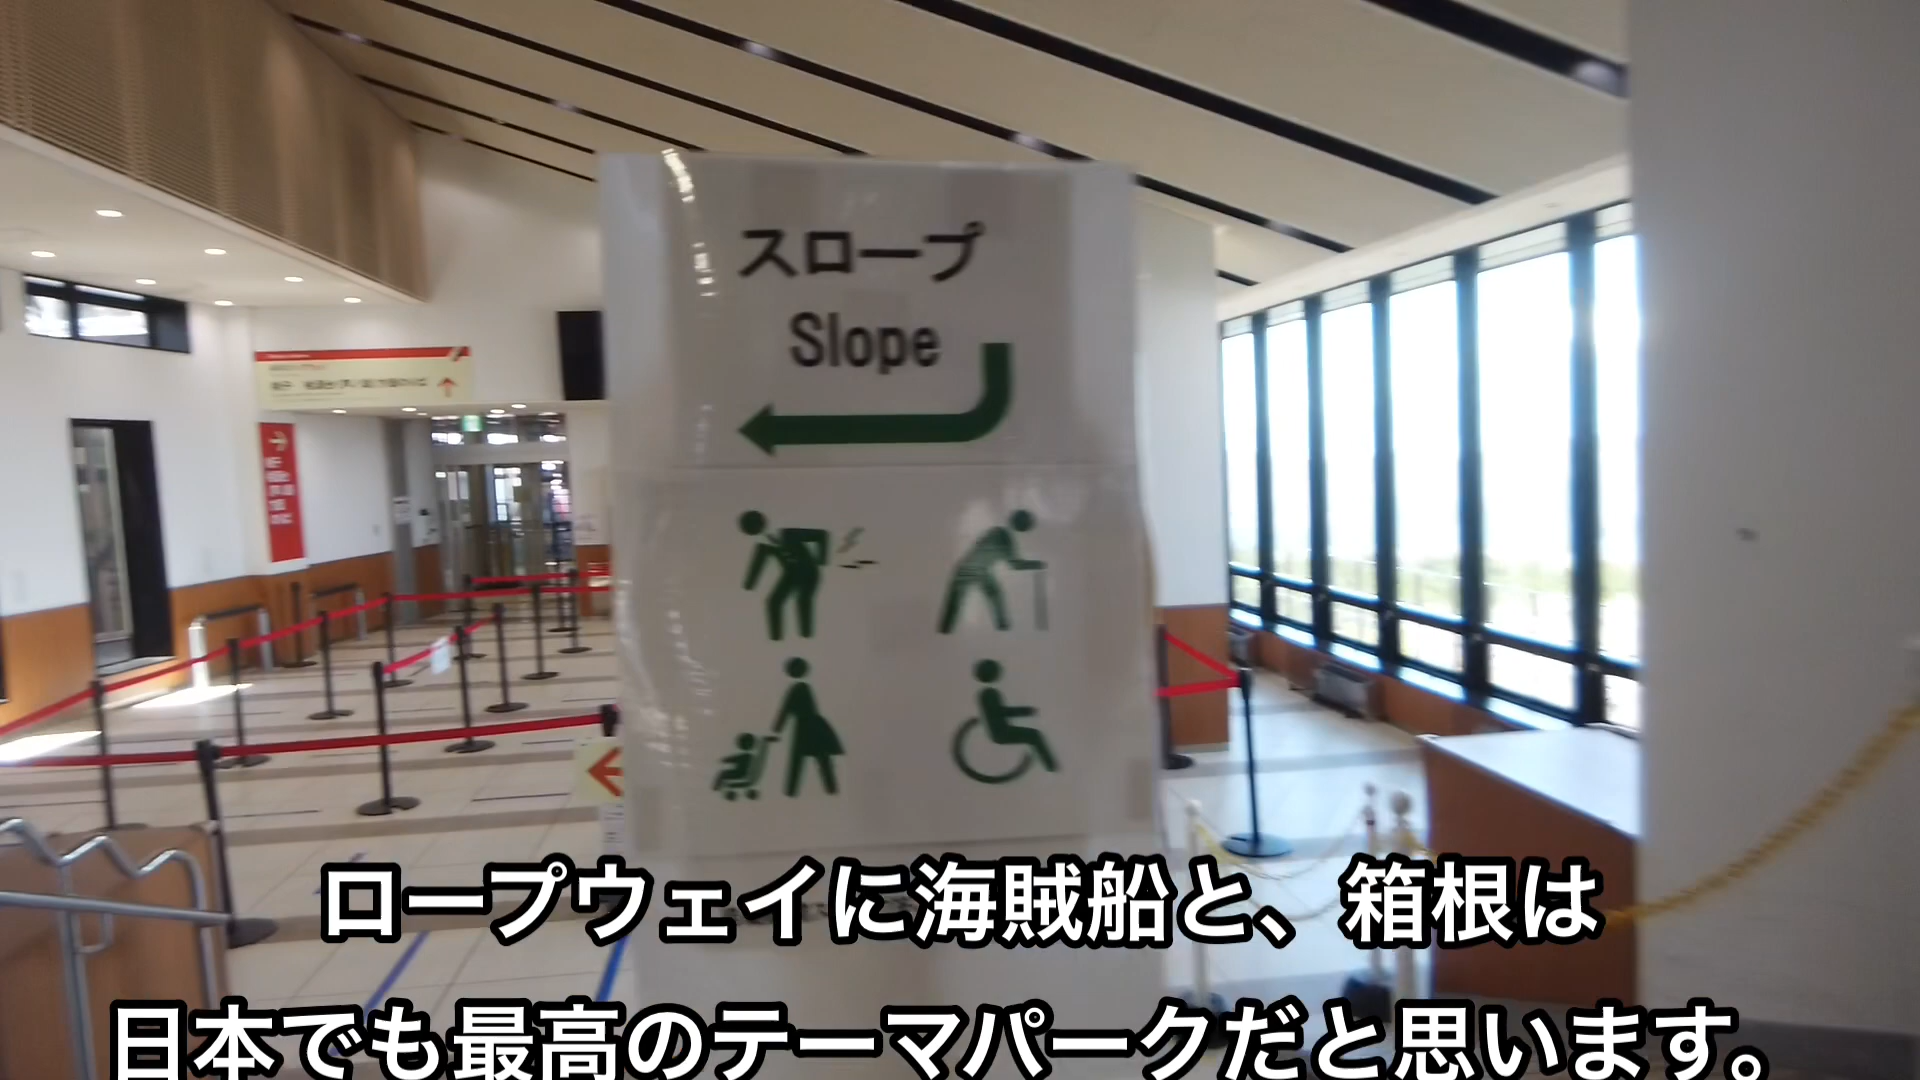 スロープ
Slope
ロープウェイに海賊船と、箱根は
日本でも最高のテーマパークだと思います。